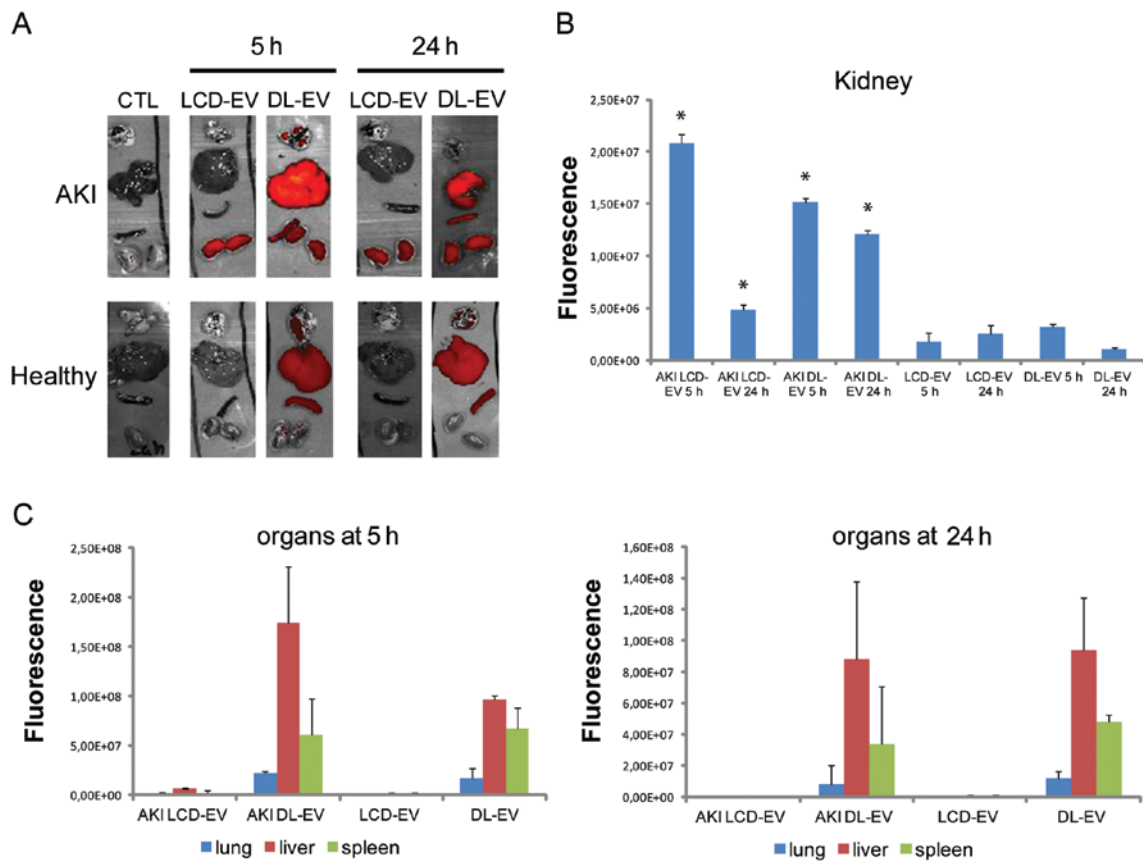 A
5 h
24 h
CTL
LCD-EV
DL-EV
LCD-EV
DL-EV
AKI
Healthy
B
Kidney
Fluorescence
2,50E+07
2,00E+07
1,50E+07
1,00E+07
5,00E+06
0,00E+00
*
*
*
*
AKI LCD-
EV 5 h
AKI LCD-
EV 24 h
AKI DL-
EV 5 h
AKI DL-
EV 24 h
LCD-EV
5 h
LCD-EV
24 h
DL-EV 5 h
DL-EV
24 h
C
organs at 5 h
Fluorescence
2,50E+08
2,00E+08
1,50E+08
1,00E+08
5,00E+07
0,00E+00
AKI LCD-EV
AKI DL-EV
LCD-EV
DL-EV
lung
liver
spleen
organs at 24 h
Fluorescence
1,60E+08
1,40E+08
1,20E+08
1,00E+08
8,00E+07
6,00E+07
4,00E+07
2,00E+07
0,00E+00
AKI LCD-EV
AKI DL-EV
LCD-EV
DL-EV
lung
liver
spleen